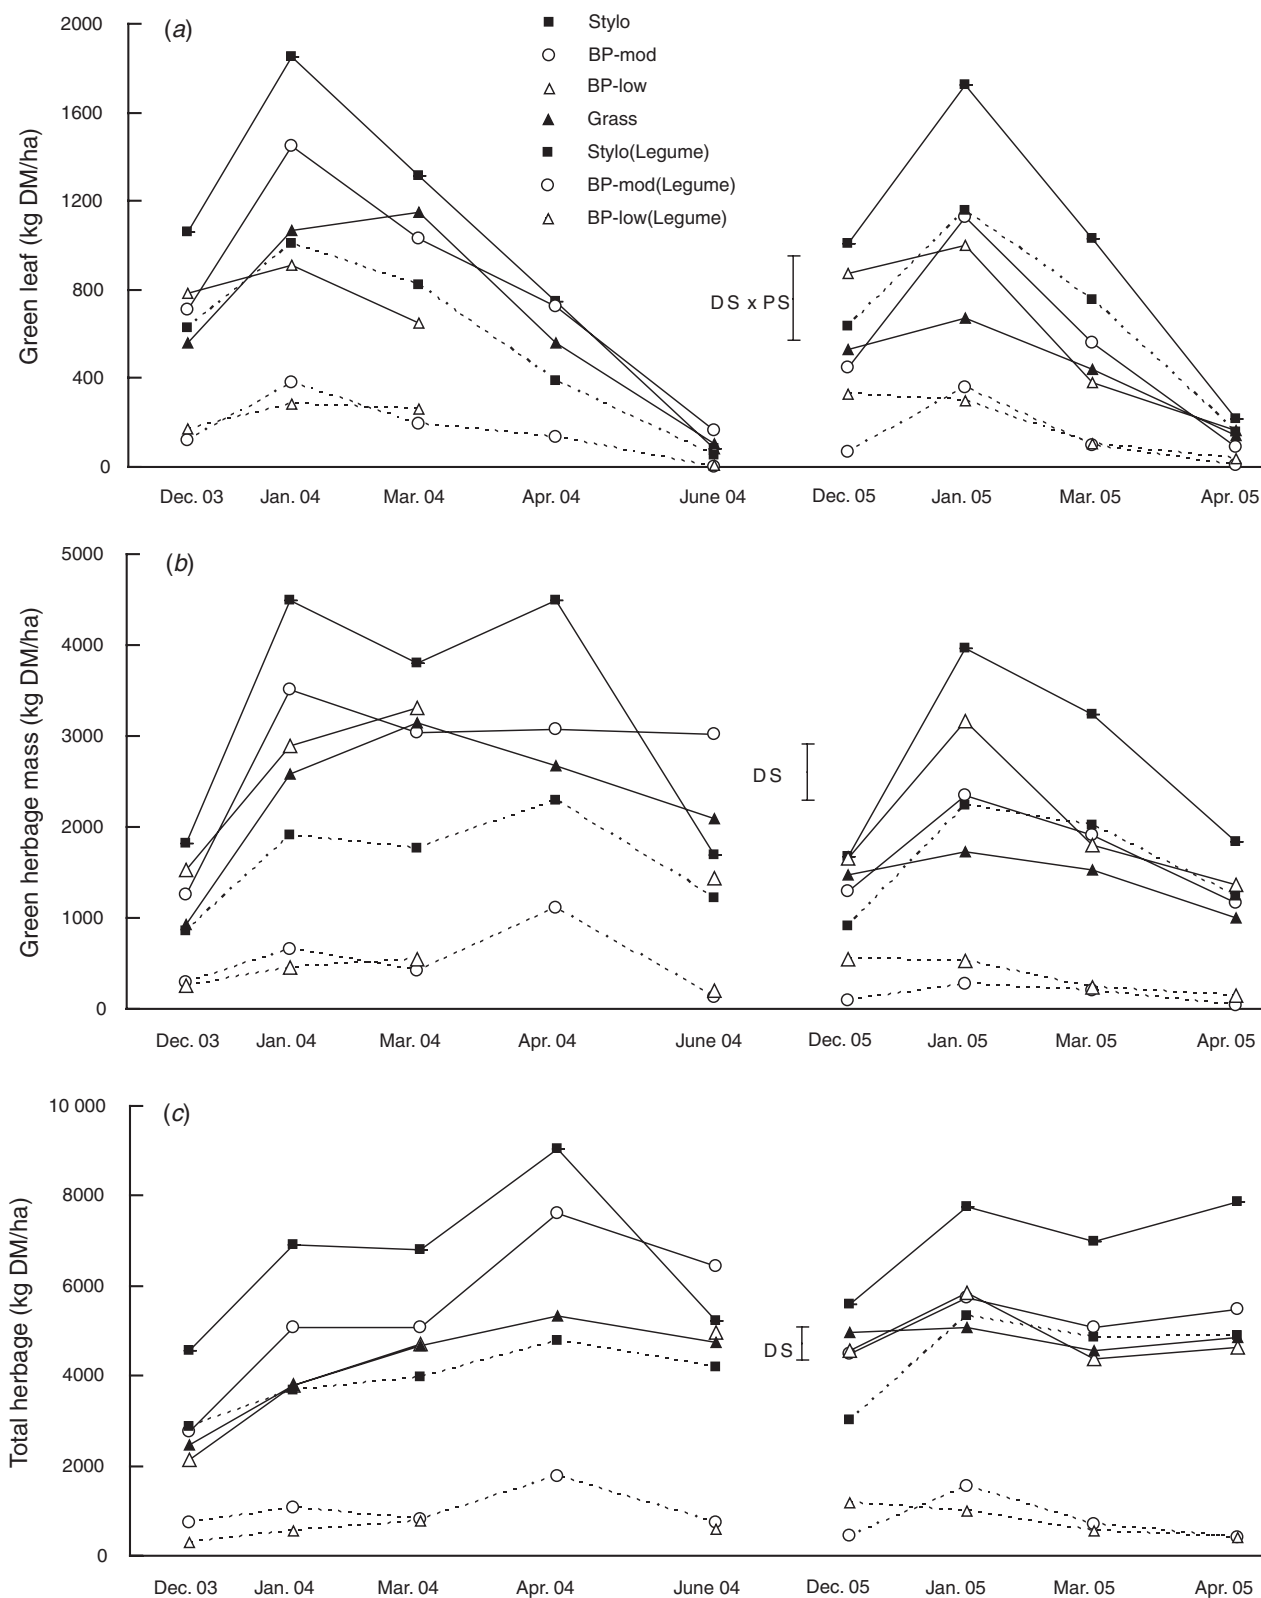 (a)
Stylo
BP-mod
BP-low
Grass
Stylo(Legume)
BP-mod(Legume)
BP-low(Legume)
Green leaf (kg DM/ha)
2000
1600
1200
800
400
0
DS x PS
Dec. 03 Jan. 04 Mar. 04 Apr. 04 June 04 Dec. 05 Jan. 05 Mar. 05 Apr. 05
(b)
Green herbage mass (kg DM/ha)
5000
4000
3000
2000
1000
0
DS
Dec. 03 Jan. 04 Mar. 04 Apr. 04 June 04 Dec. 05 Jan. 05 Mar. 05 Apr. 05
(c)
Total herbage (kg DM/ha)
10 000
8000
6000
4000
2000
0
DS
Dec. 03 Jan. 04 Mar. 04 Apr. 04 June 04 Dec. 05 Jan. 05 Mar. 05 Apr. 05